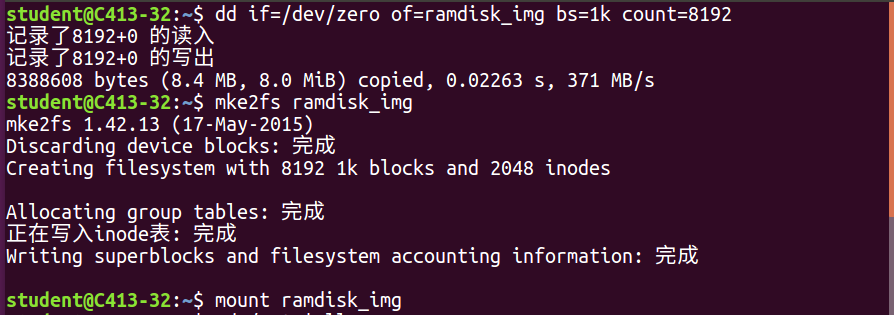 student@C413-32:~$ dd if=/dev/zero of=ramdisk_img bs=1k count=8192
记录了8192+0 的读入
记录了8192+0 的写出
8388608 bytes (8.4 MB, 8.0 MiB) copied, 0.02263 s, 371 MB/s
student@C413-32:~$ mke2fs ramdisk_img
mke2fs 1.42.13 (17-May-2015)
Discarding device blocks: 完成
Creating filesystem with 8192 1k blocks and 2048 inodes
Allocating group tables: 完成
正在写入inode表: 完成
Writing superblocks and filesystem accounting information: 完成
student@C413-32:~$ mount ramdisk_img